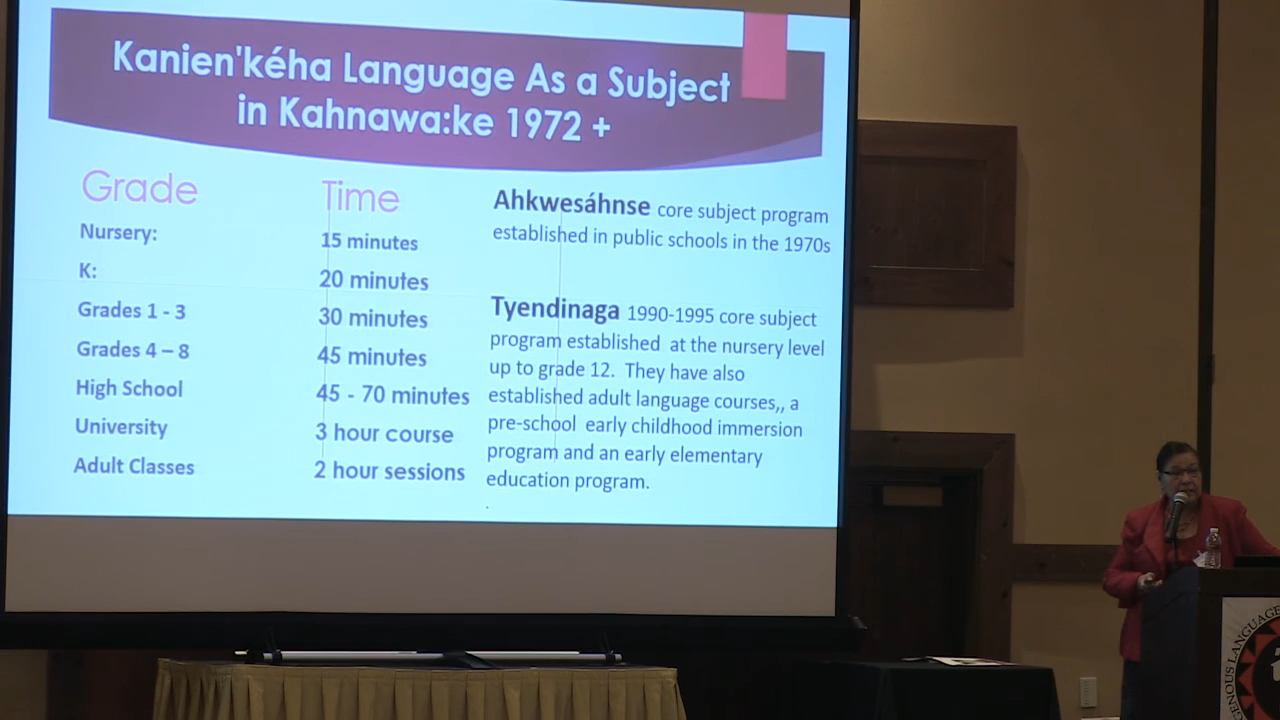 Kanien'kéha Language As a Subject
in Kahnawa:ke 1972 +
Grade Time
Nursery: 15 minutes
K: 20 minutes
Grades 1 - 3 30 minutes
Grades 4 – 8 45 minutes
High School 45 - 70 minutes
University 3 hour course
Adult Classes 2 hour sessions
Ahkwesáhnse core subject program
established in public schools in the 1970s
Tyendinaga 1990-1995 core subject
program established at the nursery level
up to grade 12. They have also
established adult language courses,, a
pre-school early childhood immersion
program and an early elementary
education program.
LANGUAGE